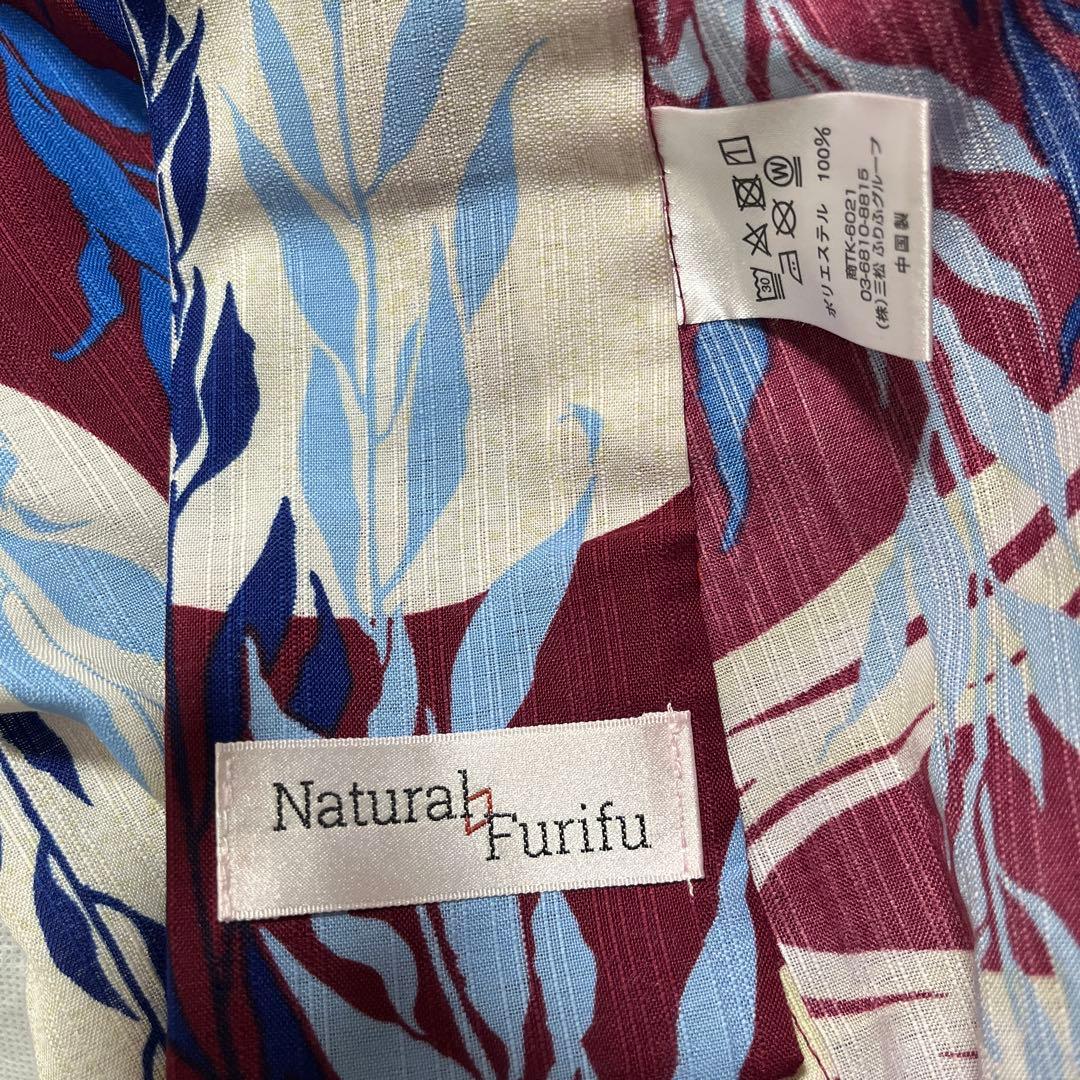 Natural
Furifu
30
W
ポリエステル 100%
商TK-6021
03-6810-8815
(株)三松 ふりふグループ
中国製